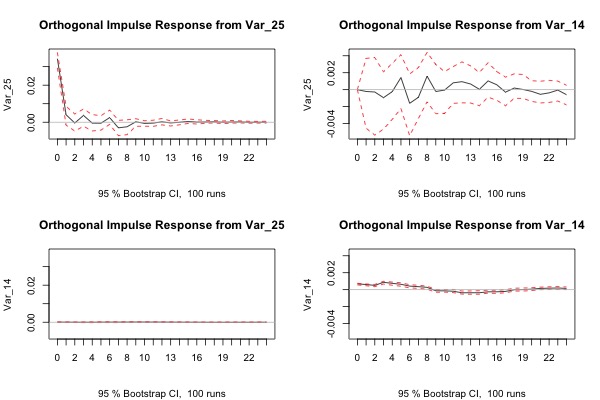 Orthogonal Impulse Response from Var_25
Var_25
0.02
0.00
0 2 4 6 8 10 13 16 19 22
95 % Bootstrap CI, 100 runs
Orthogonal Impulse Response from Var_14
Var_25
0.002
-0.004
0 2 4 6 8 10 13 16 19 22
95 % Bootstrap CI, 100 runs
Orthogonal Impulse Response from Var_25
Var_14
0.02
0.00
0 2 4 6 8 10 13 16 19 22
95 % Bootstrap CI, 100 runs
Orthogonal Impulse Response from Var_14
Var_14
0.002
-0.004
0 2 4 6 8 10 13 16 19 22
95 % Bootstrap CI, 100 runs